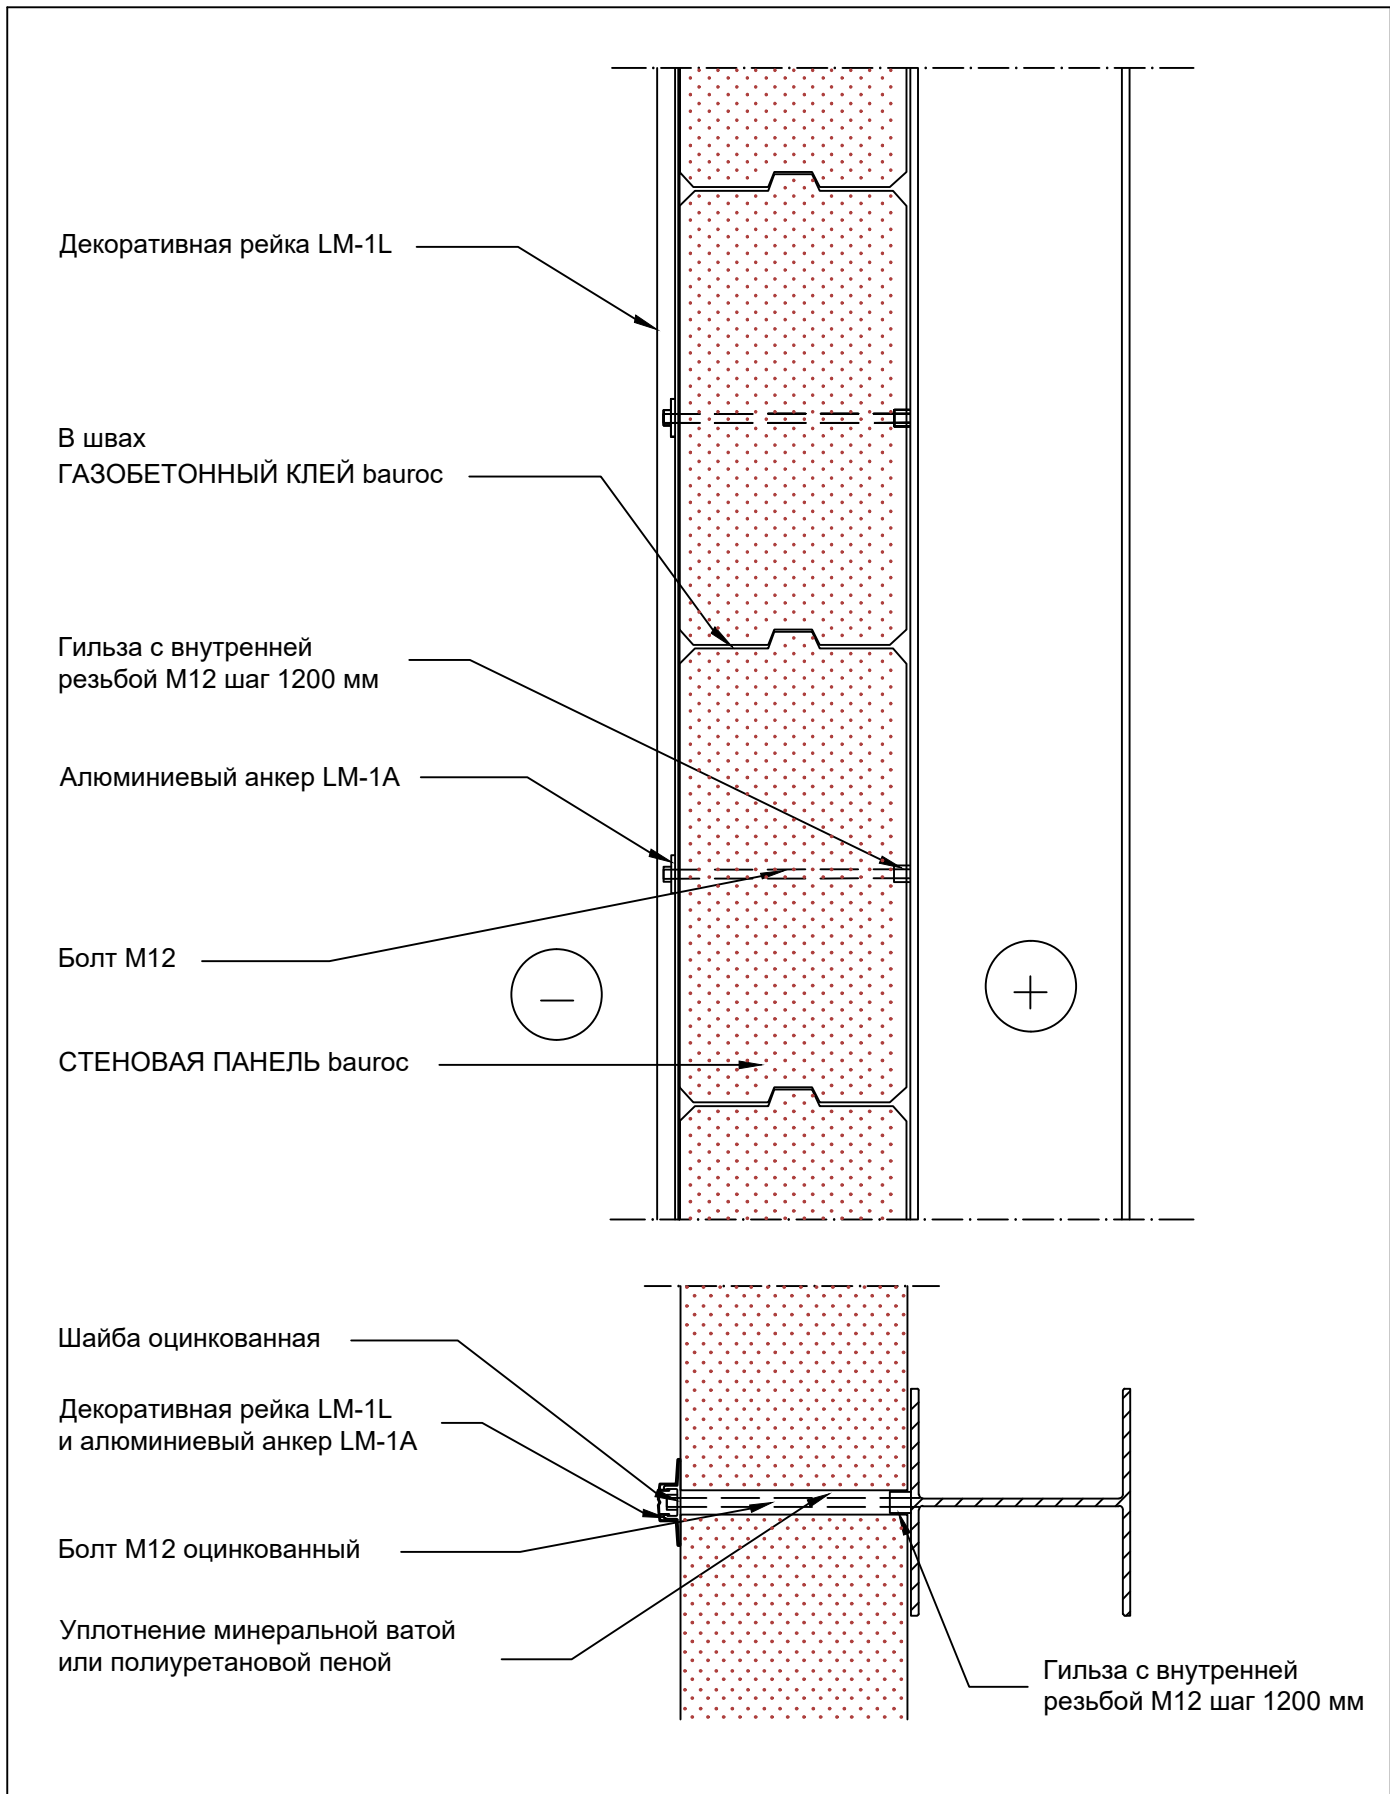 Декоративная рейка LM-1L
В швах
ГАЗОБЕТОННЫЙ КЛЕЙ bauroc
Гильза с внутренней
резьбой М12 шаг 1200 мм
Алюминиевый анкер LM-1A
Болт М12
СТЕНОВАЯ ПАНЕЛЬ bauroc
Шайба оцинкованная
Декоративная рейка LM-1L
и алюминиевый анкер LM-1A
Болт М12 оцинкованный
Уплотнение минеральной ватой
или полиуретановой пеной
Гильза с внутренней
резьбой М12 шаг 1200 мм